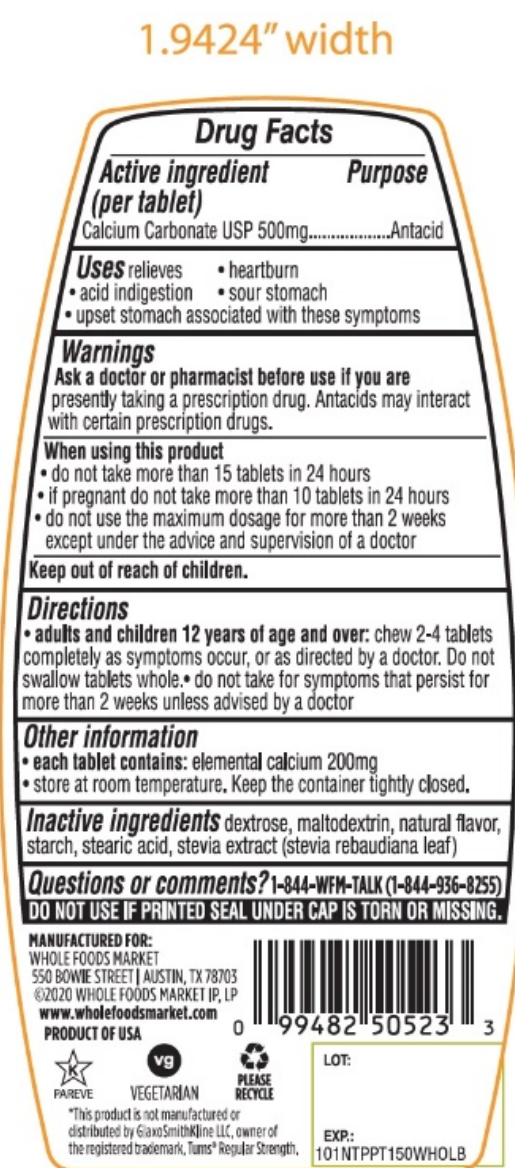 1.9424" width
Drug Facts
Active ingredient Purpose
(per tablet)
Calcium Carbonate USP 500mg...................Antacid
Uses relieves • heartburn
• acid indigestion • sour stomach
• upset stomach associated with these symptoms
Warnings
Ask a doctor or pharmacist before use if you are
presently taking a prescription drug. Antacids may interact
with certain prescription drugs.
When using this product
• do not take more than 15 tablets in 24 hours
• if pregnant do not take more than 10 tablets in 24 hours
• do not use the maximum dosage for more than 2 weeks
except under the advice and supervision of a doctor
Keep out of reach of children.
Directions
• adults and children 12 years of age and over: chew 2-4 tablets
completely as symptoms occur, or as directed by a doctor. Do not
swallow tablets whole.• do not take for symptoms that persist for
more than 2 weeks unless advised by a doctor
Other information
• each tablet contains: elemental calcium 200mg
• store at room temperature. Keep the container tightly closed.
Inactive ingredients dextrose, maltodextrin, natural flavor,
starch, stearic acid, stevia extract (stevia rebaudiana leaf)
Questions or comments? 1-844-WFM-TALK (1-844-936-8255)
DO NOT USE IF PRINTED SEAL UNDER CAP IS TORN OR MISSING.
MANUFACTURED FOR:
WHOLE FOODS MARKET
550 BOWIE STREET | AUSTIN, TX 78703
©2020 WHOLE FOODS MARKET IP, LP
www.wholefoodsmarket.com
PRODUCT OF USA
0 99482 50523 3
K
PAREVE
vg
VEGETARIAN
PLEASE
RECYCLE
*This product is not manufactured or
distributed by GlaxoSmithKline LLC, owner of
the registered trademark, Tums® Regular Strength.
LOT:
EXP.:
101NTPPT150WHOLB